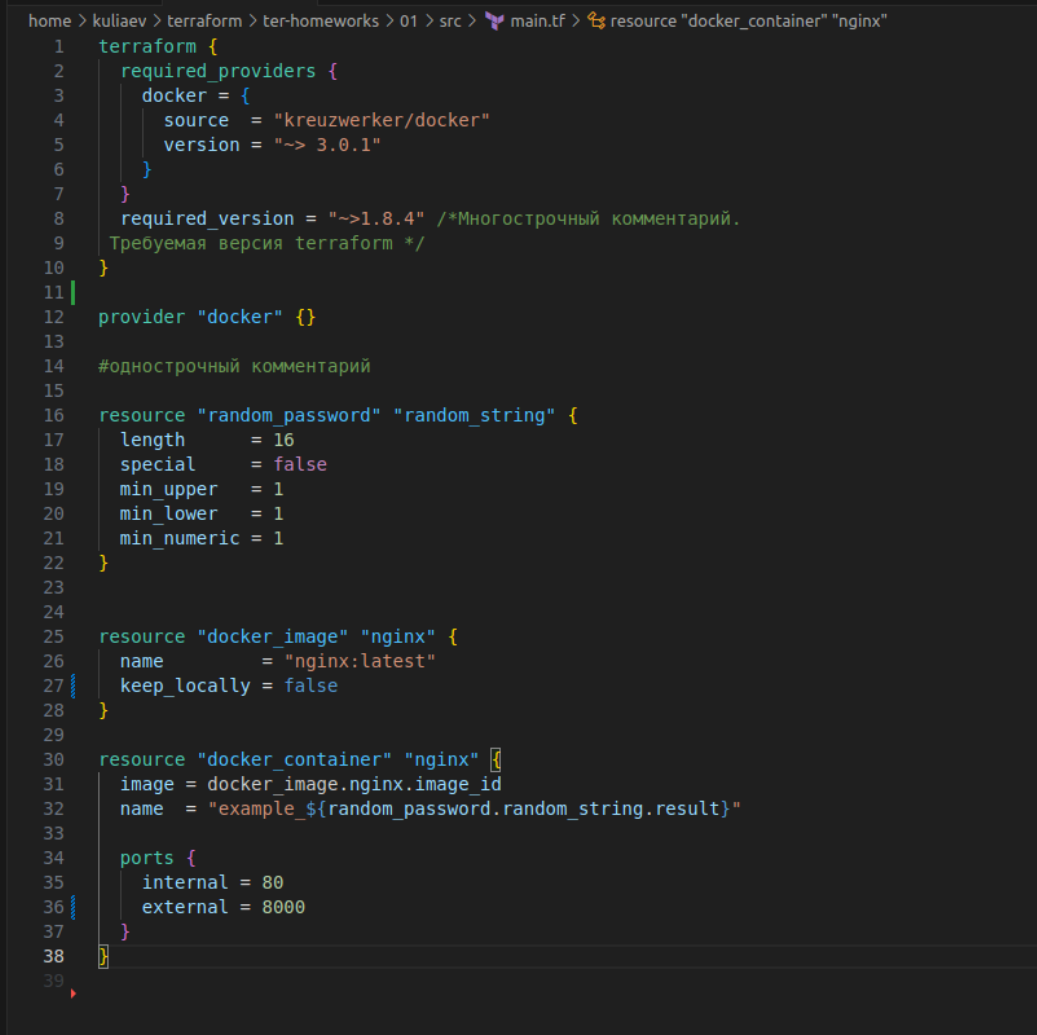 home > kuliaev > terraform > ter-homeworks > 01 > src > main.tf > resource "docker_container" "nginx"
1 terraform {
2   required_providers {
3     docker = {
4       source  = "kreuzwerker/docker"
5       version = "~> 3.0.1"
6     }
7   }
8   required_version = "~>1.8.4" /*Многострочный комментарий.
9  Требуемая версия terraform */
10 }
11
12 provider "docker" {}
13
14 #однострочный комментарий
15
16 resource "random_password" "random_string" {
17   length      = 16
18   special     = false
19   min_upper   = 1
20   min_lower   = 1
21   min_numeric = 1
22 }
23
24
25 resource "docker_image" "nginx" {
26   name         = "nginx:latest"
27   keep_locally = false
28 }
29
30 resource "docker_container" "nginx" {
31   image = docker_image.nginx.image_id
32   name  = "example_${random_password.random_string.result}"
33
34   ports {
35     internal = 80
36     external = 8000
37   }
38 }
39